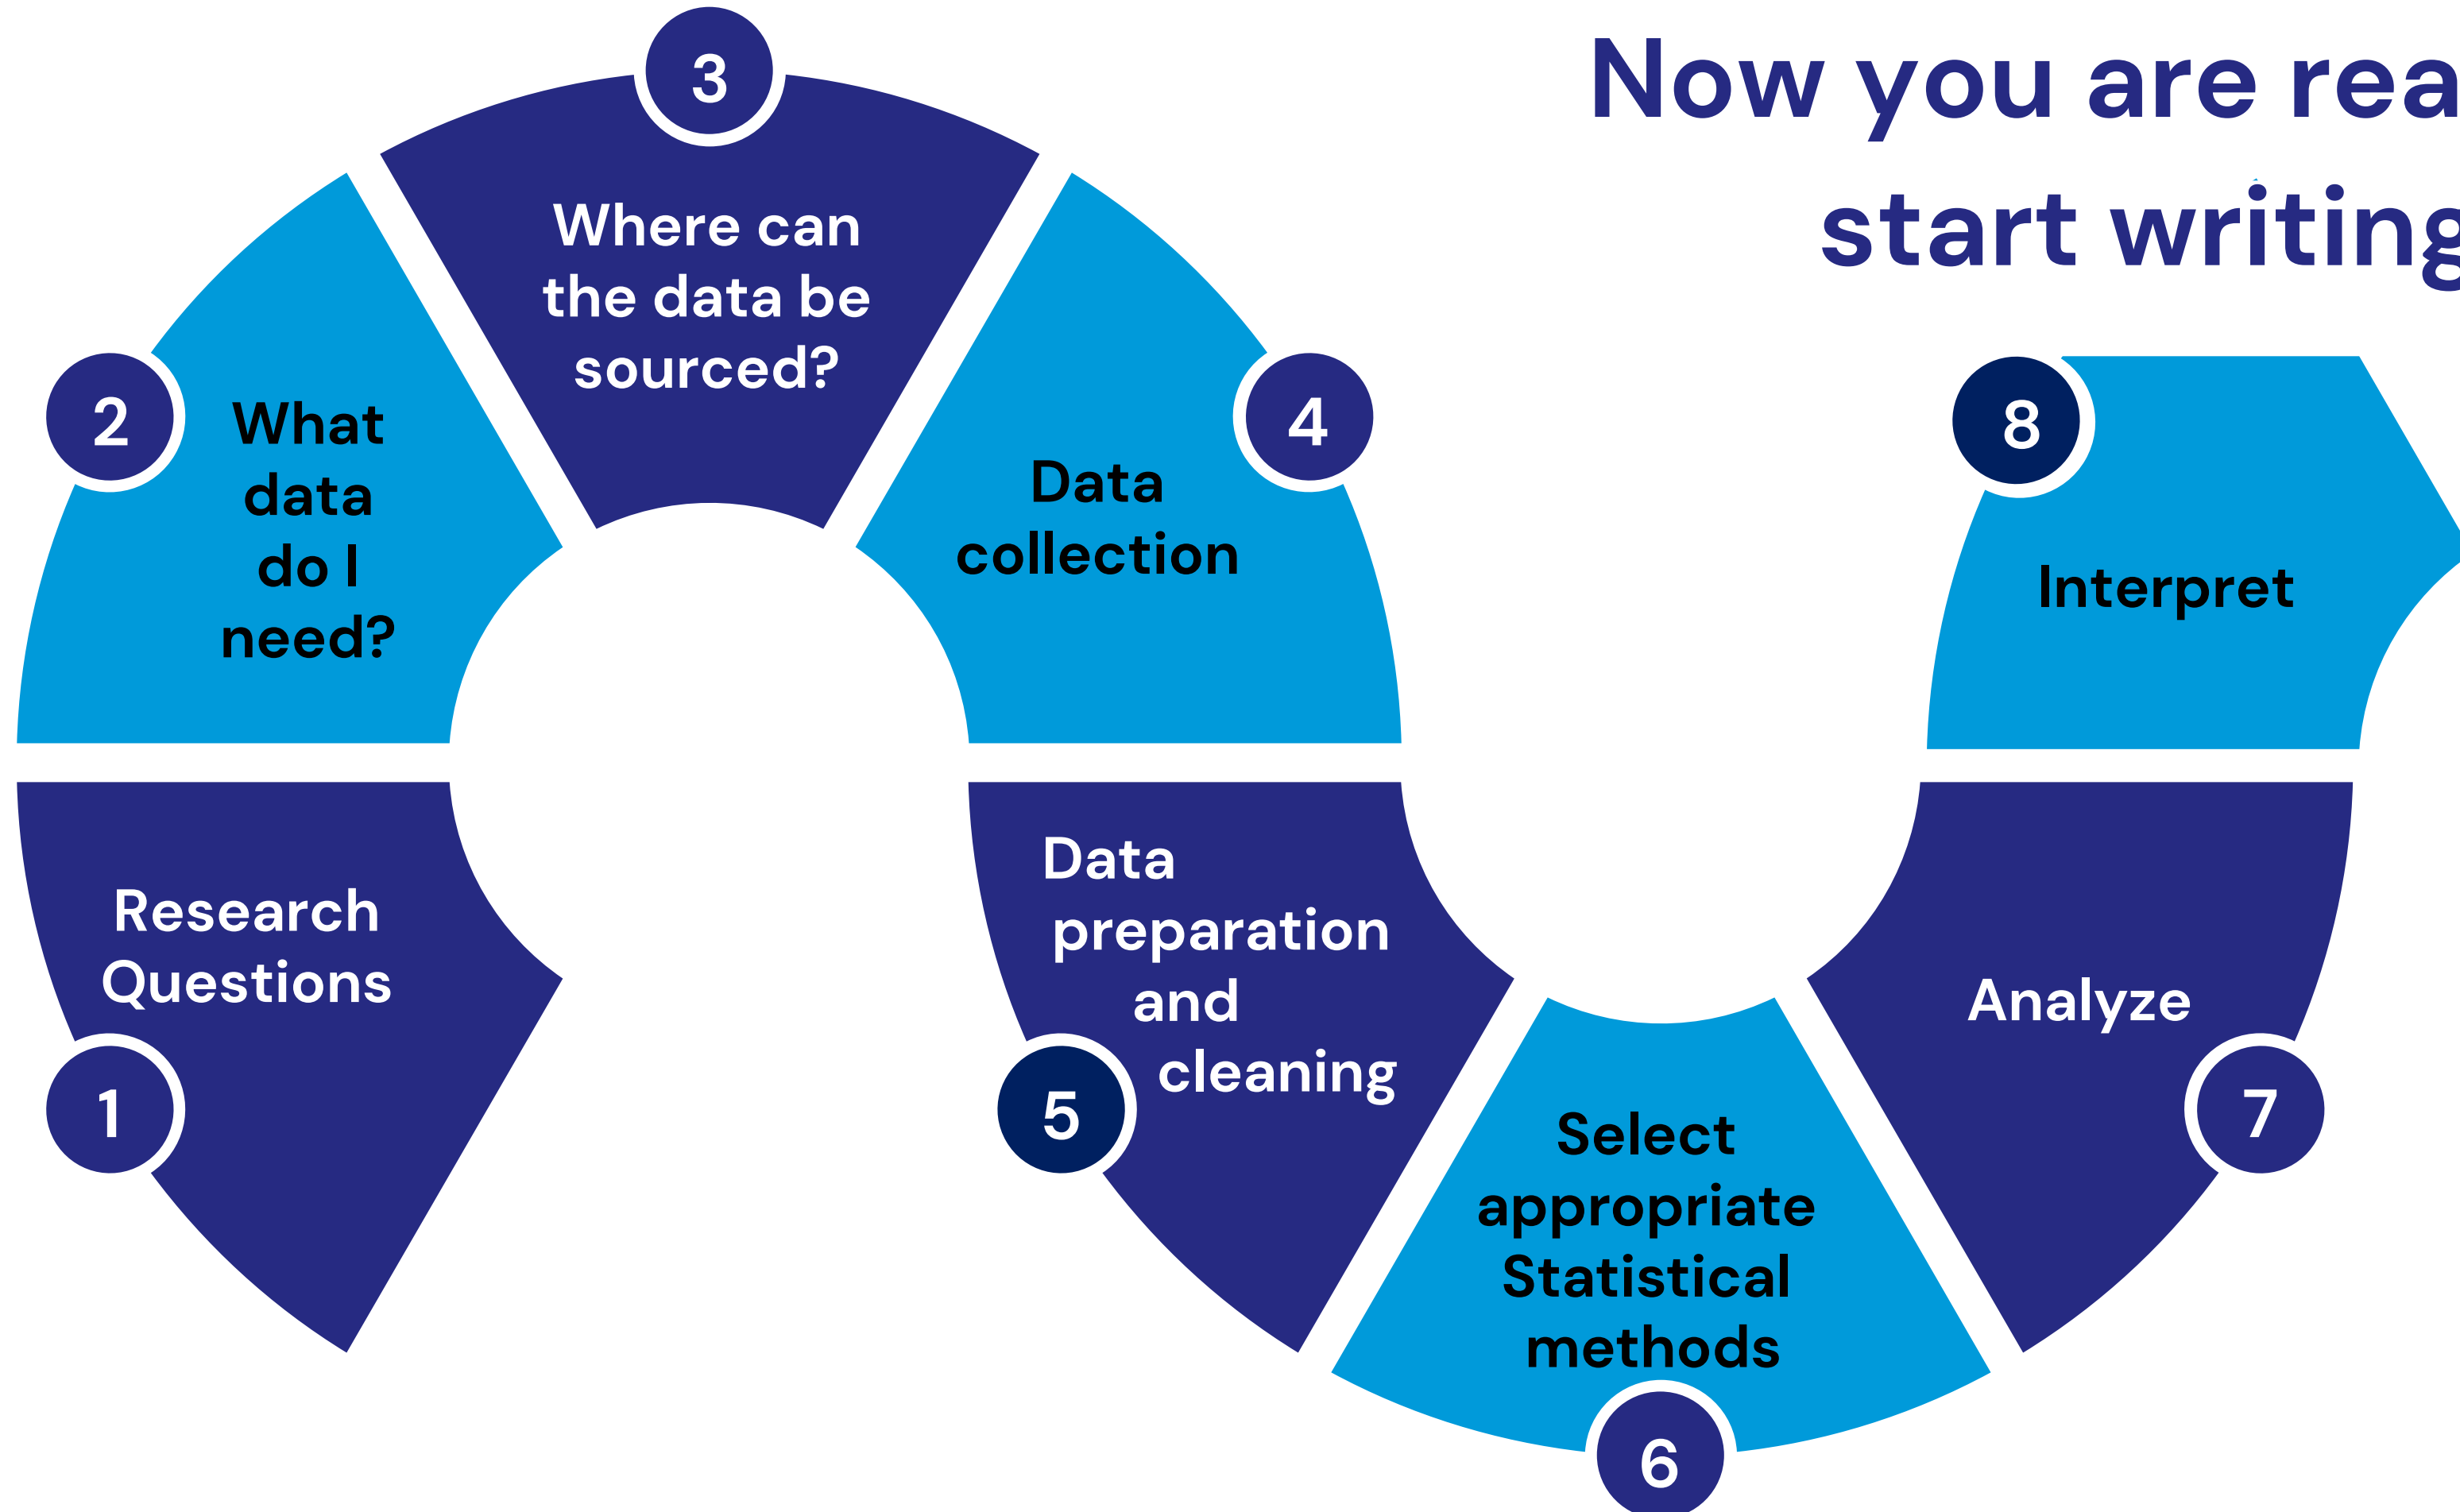 1
Research
Questions
2
What
data
do I
need?
3
Where can
the data be
sourced?
4
Data
collection
5
Data
preparation
and
cleaning
6
Select
appropriate
Statistical
methods
7
Analyze
8
Interpret
Now you are rea
start writing